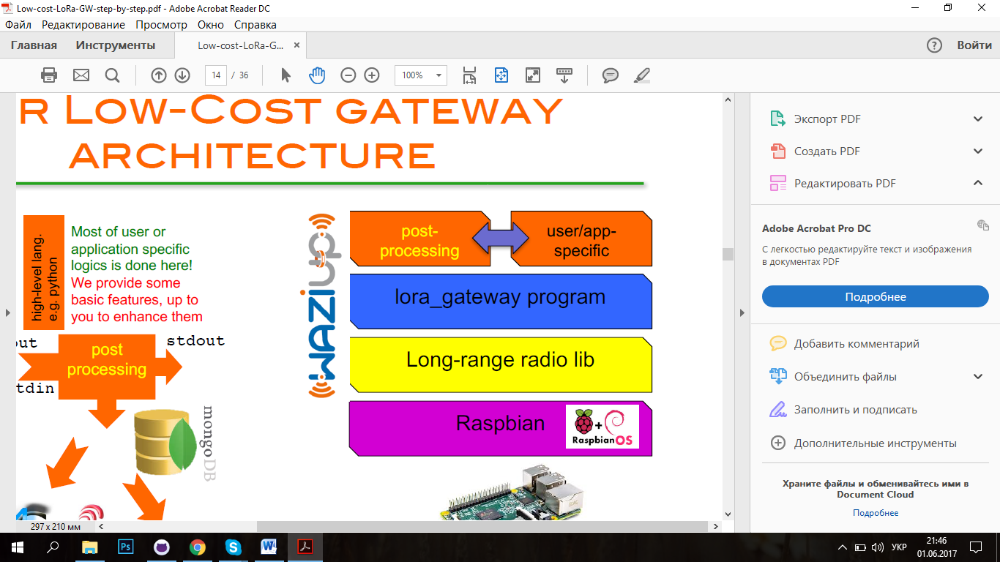 Low-cost-LoRa-GW-step-by-step.pdf - Adobe Acrobat Reader DC
Файл Редактирование Просмотр Окно Справка
Главная Инструменты Low-cost-LoRa-G... × Войти
14 / 36 100%
R LOW-COST GATEWAY
ARCHITECTURE
high-level lang.
e.g. python
Most of user or
application specific
logics is done here!
We provide some
basic features, up to
you to enhance them
out
stdout
post
processing
tdin
mongoDB
WAZIUP
post-
processing
user/app-
specific
lora_gateway program
Long-range radio lib
Raspbian
RaspbianOS
297 x 210 мм
Экспорт PDF
Создать PDF
Редактировать PDF
Adobe Acrobat Pro DC
С легкостью редактируйте текст и изображения
в документах PDF
Подробнее
Добавить комментарий
Объединить файлы
Заполнить и подписать
Дополнительные инструменты
Храните файлы и обменивайтесь ими в
Document Cloud
Подробнее
УКР
21:46
01.06.2017